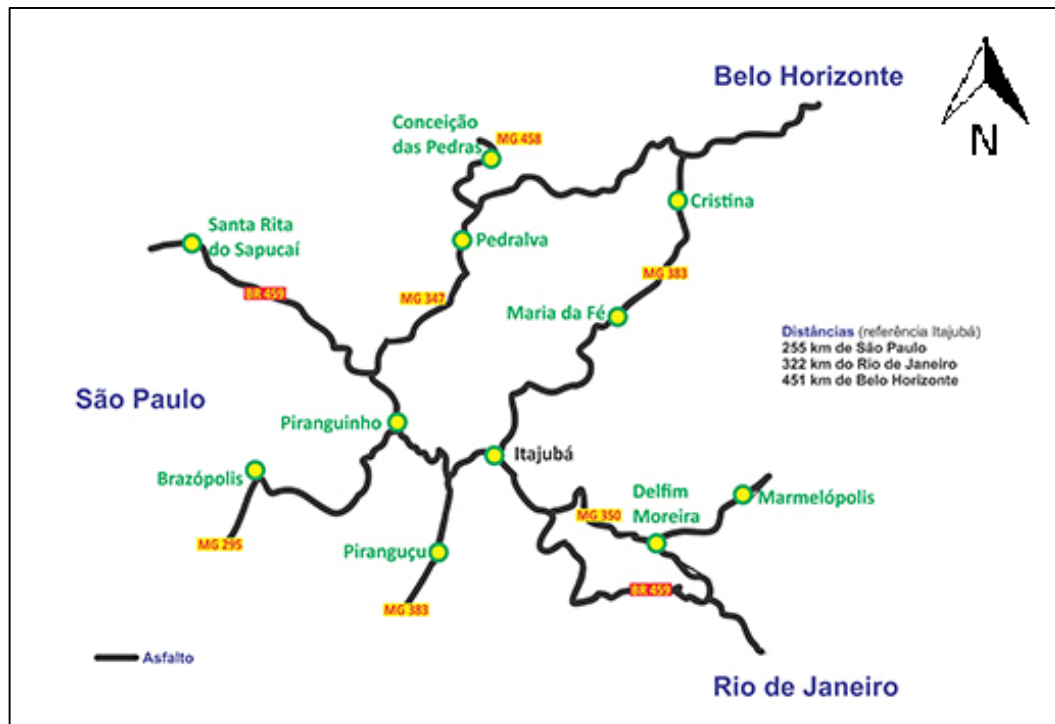 Belo Horizonte
N
Conceição
das Pedras
MG 458
Cristina
Santa Rita
do Sapucaí
Pedralva
BR 459
MG 347
MG 383
Maria da Fé
Distâncias (referência Itajubá)
255 km de São Paulo
322 km do Rio de Janeiro
451 km de Belo Horizonte
São Paulo
Piranguinho
Itajubá
Brazópolis
Delfim
Moreira
Marmelópolis
MG 350
MG 295
Piranguçu
BR 459
MG 383
Asfalto
Rio de Janeiro